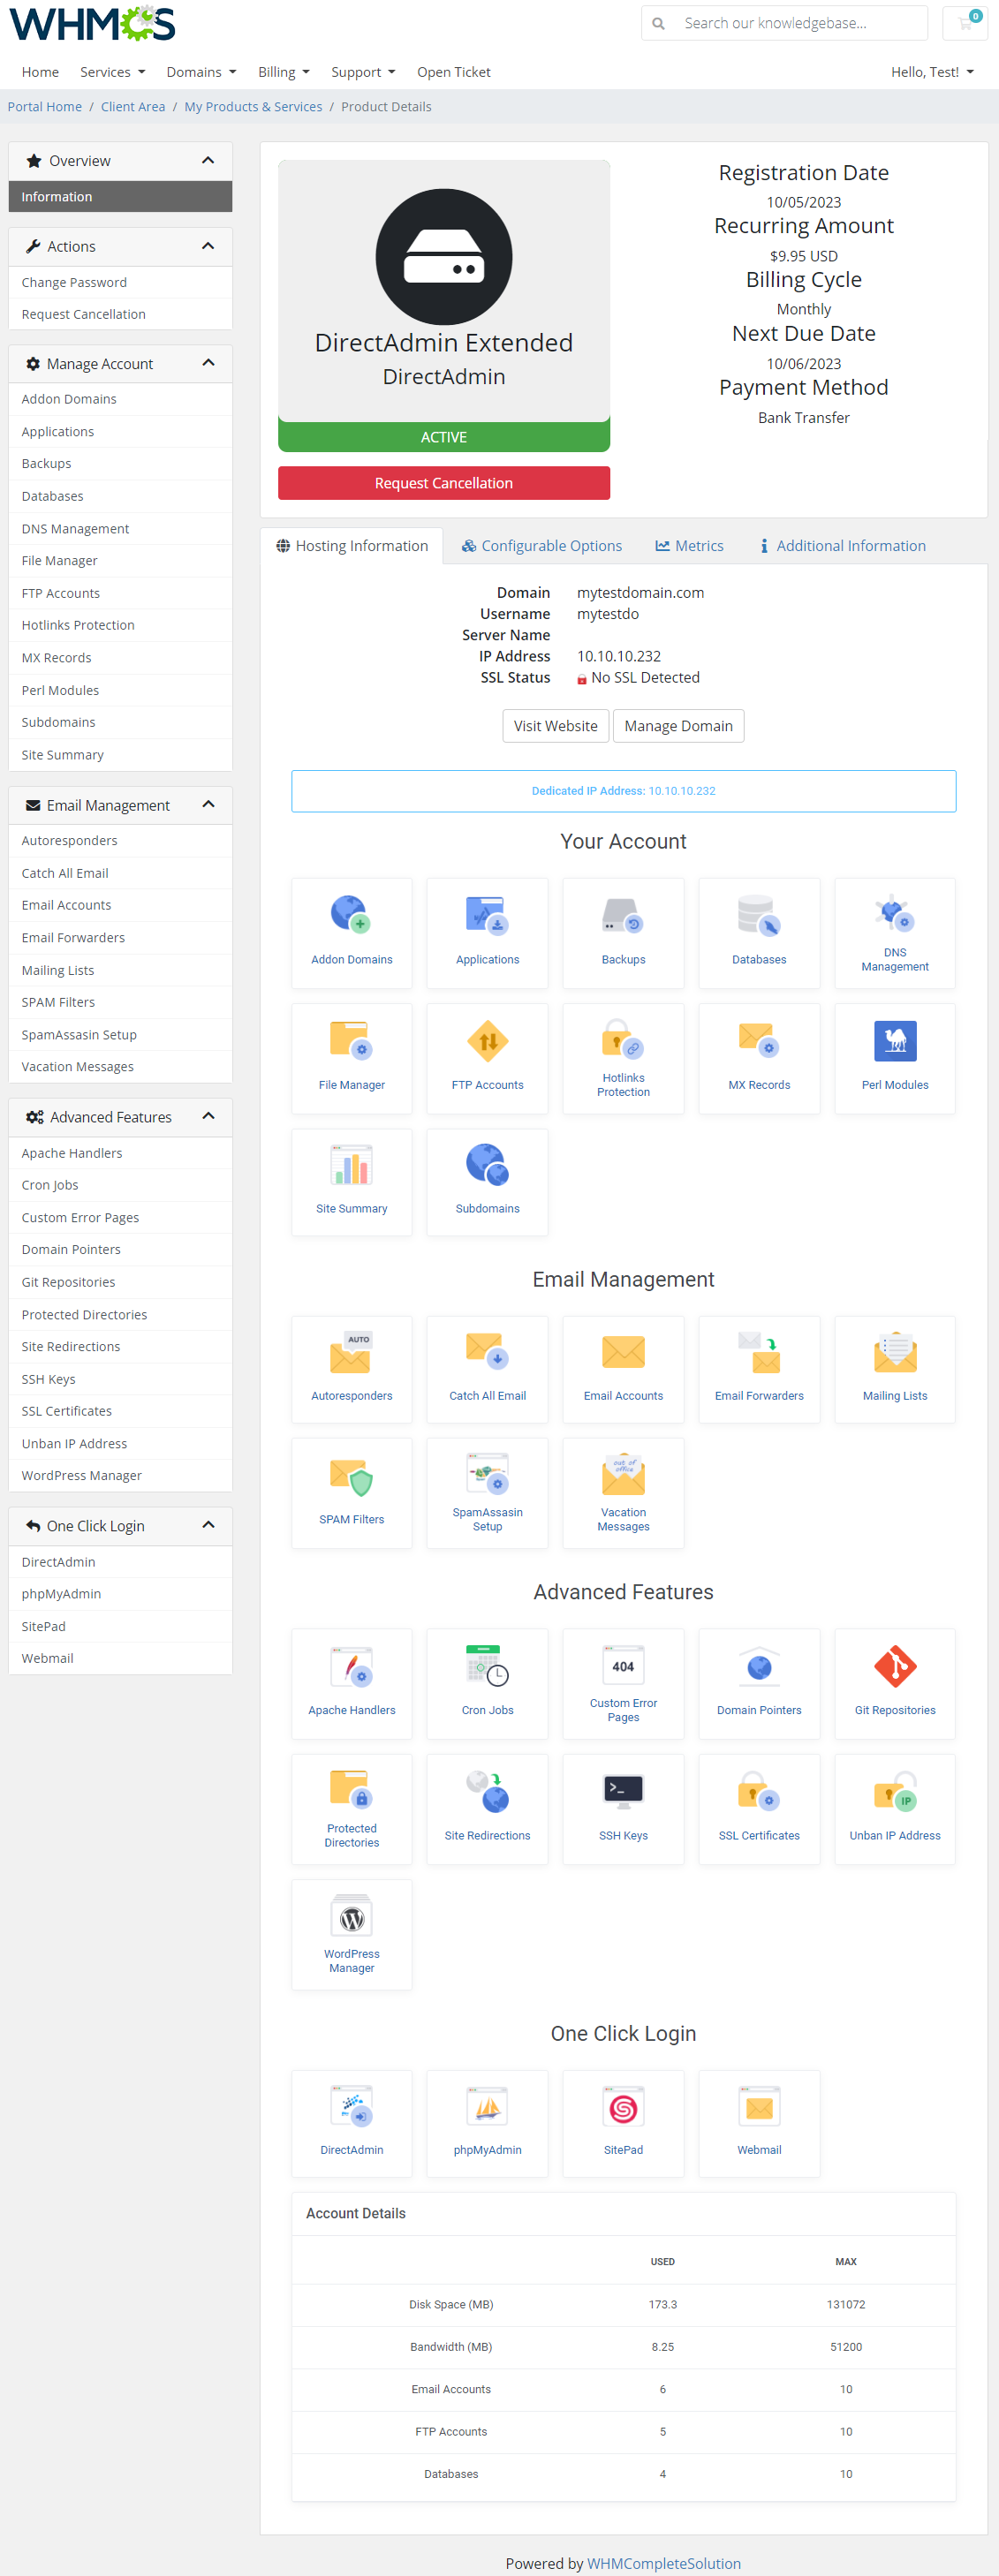 WHMCS
Search our knowledgebase...
0
Home Services Domains Billing Support Open Ticket Hello, Test!
Portal Home / Client Area / My Products & Services / Product Details
Overview
Information
Actions
Change Password
Request Cancellation
Manage Account
Addon Domains
Applications
Backups
Databases
DNS Management
File Manager
FTP Accounts
Hotlinks Protection
MX Records
Perl Modules
Subdomains
Site Summary
Email Management
Autoresponders
Catch All Email
Email Accounts
Email Forwarders
Mailing Lists
SPAM Filters
SpamAssasin Setup
Vacation Messages
Advanced Features
Apache Handlers
Cron Jobs
Custom Error Pages
Domain Pointers
Git Repositories
Protected Directories
Site Redirections
SSH Keys
SSL Certificates
Unban IP Address
WordPress Manager
One Click Login
DirectAdmin
phpMyAdmin
SitePad
Webmail
DirectAdmin Extended
DirectAdmin
ACTIVE
Request Cancellation
Registration Date
10/05/2023
Recurring Amount
$9.95 USD
Billing Cycle
Monthly
Next Due Date
10/06/2023
Payment Method
Bank Transfer
Hosting Information Configurable Options Metrics Additional Information
Domain mytestdomain.com
Username mytestdo
Server Name
IP Address 10.10.10.232
SSL Status No SSL Detected
Visit Website Manage Domain
Dedicated IP Address: 10.10.10.232
Your Account
Addon Domains
Applications
Backups
Databases
DNS
Management
File Manager
FTP Accounts
Hotlinks
Protection
MX Records
Perl Modules
Site Summary
Subdomains
Email Management
AUTO
Autoresponders
Catch All Email
Email Accounts
Email Forwarders
Mailing Lists
SPAM Filters
SpamAssasin
Setup
out of
office
Vacation
Messages
Advanced Features
Apache Handlers
Cron Jobs
404
Custom Error
Pages
Domain Pointers
Git Repositories
Protected
Directories
Site Redirections
>_
SSH Keys
SSL Certificates
IP
Unban IP Address
WordPress
Manager
One Click Login
DirectAdmin
phpMyAdmin
SitePad
Webmail
Account Details
USED MAX
Disk Space (MB) 173.3 131072
Bandwidth (MB) 8.25 51200
Email Accounts 6 10
FTP Accounts 5 10
Databases 4 10
Powered by WHMCompleteSolution